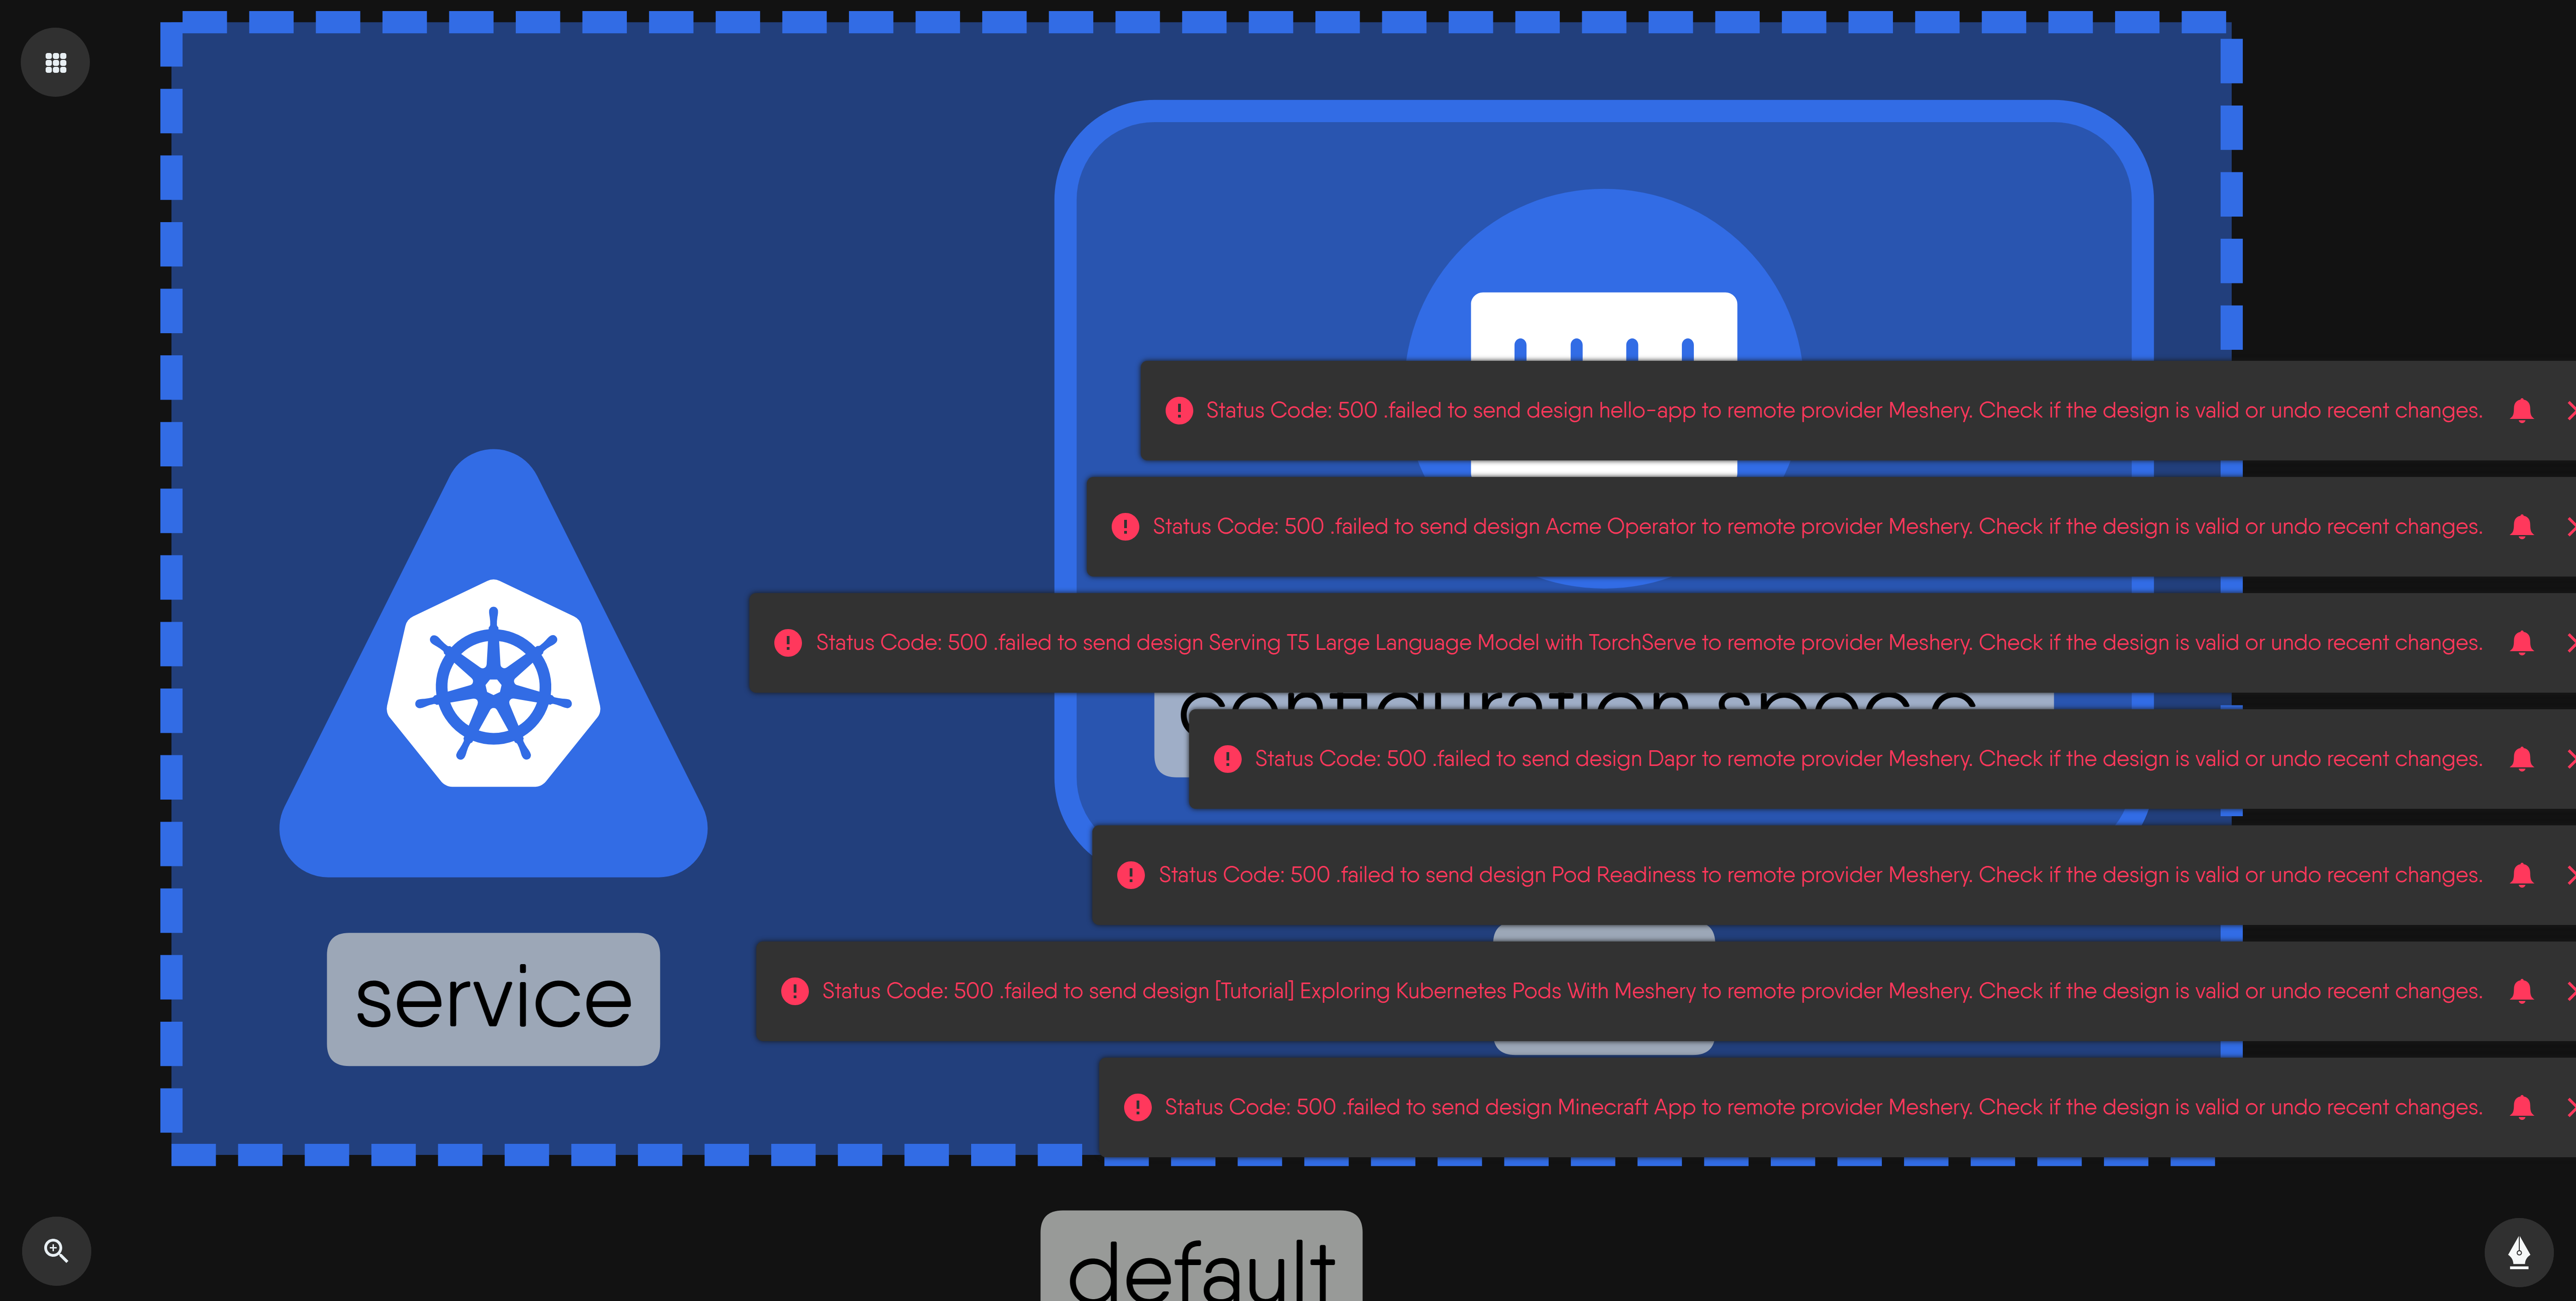 Status Code: 500 .failed to send design hello-app to remote provider Meshery. Check if the design is valid or undo recent changes.
Status Code: 500 .failed to send design Acme Operator to remote provider Meshery. Check if the design is valid or undo recent changes.
Status Code: 500 .failed to send design Serving T5 Large Language Model with TorchServe to remote provider Meshery. Check if the design is valid or undo recent changes.
configuration spec c
Status Code: 500 .failed to send design Dapr to remote provider Meshery. Check if the design is valid or undo recent changes.
Status Code: 500 .failed to send design Pod Readiness to remote provider Meshery. Check if the design is valid or undo recent changes.
Status Code: 500 .failed to send design [Tutorial] Exploring Kubernetes Pods With Meshery to remote provider Meshery. Check if the design is valid or undo recent changes.
service
Status Code: 500 .failed to send design Minecraft App to remote provider Meshery. Check if the design is valid or undo recent changes.
default